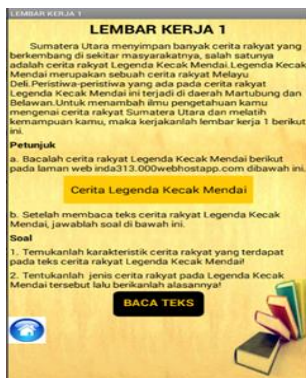 LEMBAR KERJA 1
LEMBAR KERJA 1
Sumatera Utara menyimpan banyak cerita rakyat yang
berkembang di sekitar masyarakatnya, salah satunya
adalah cerita rakyat Legenda Kecak Mendai.Legenda Kecak
Mendai merupakan sebuah cerita rakyat Melayu
Deli.Peristiwa-peristiwa yang ada pada cerita rakyat
Legenda Kecak Mendai ini terjadi di daerah Martubung dan
Belawan.Untuk menambah ilmu pengetahuan kamu
mengenai cerita rakyat Sumatera Utara dan melatih
kemampuan kamu, maka kerjakanlah lembar kerja 1 berikut
ini.
Petunjuk
a. Bacalah cerita rakyat Legenda Kecak Mendai berikut
pada laman web inda313.000webhostapp.com dibawah ini.
Cerita Legenda Kecak Mendai
b. Setelah membaca teks cerita rakyat Legenda Kecak
Mendai, jawablah soal di bawah ini.
Soal
1. Temukanlah karakteristik cerita rakyat yang terdapat
pada teks cerita rakyat Legenda Kecak Mendai!
2. Tentukanlah jenis cerita rakyat pada Legenda Kecak
Mendai tersebut lalu berikanlah alasannya!
BACA TEKS